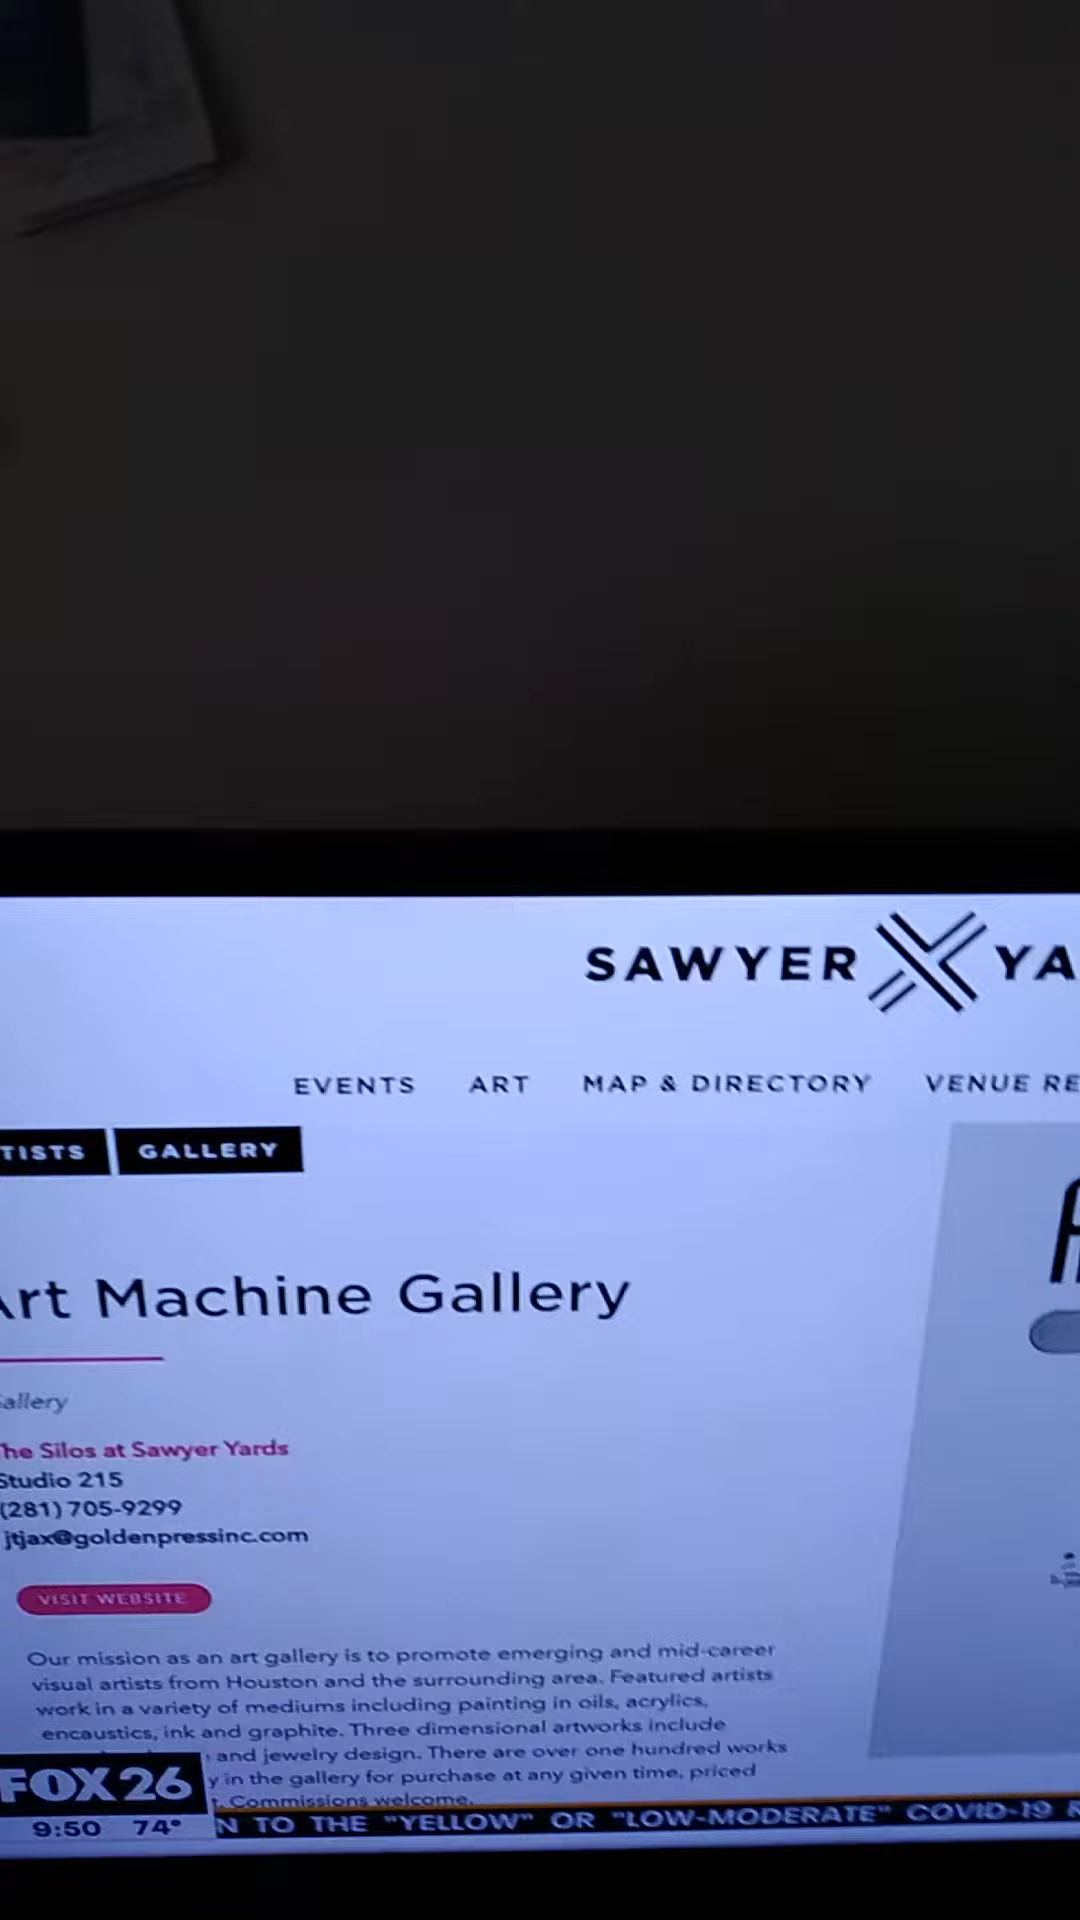 SAWYER YA
EVENTS ART MAP & DIRECTORY VENUE RE
TISTS GALLERY
Art Machine Gallery
allery
he Silos at Sawyer Yards
Studio 215
(281) 705-9299
jtjax@goldenpressinc.com
VISIT WEBSITE
Our mission as an art gallery is to promote emerging and mid-career
visual artists from Houston and the surrounding area. Featured artists
work in a variety of mediums including painting in oils, acrylics,
encaustics, ink and graphite. Three dimensional artworks include
and jewelry design. There are over one hundred works
y in the gallery for purchase at any given time, priced
t. Commissions welcome.
FOX 26
9:50 74°
N TO THE "YELLOW" OR "LOW-MODERATE" COVID-19